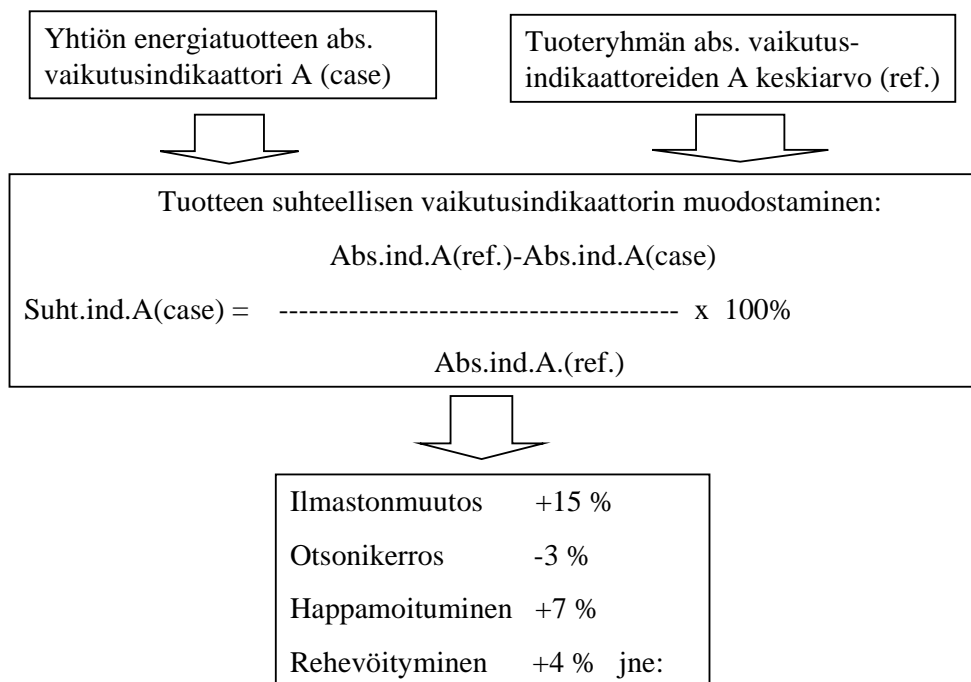 Yhtiön energiatuotteen abs.
vaikutusindikaattori A (case)
Tuoteryhmän abs. vaikutus-
indikaattoreiden A keskiarvo (ref.)
Tuotteen suhteellisen vaikutusindikaattorin muodostaminen:
Abs.ind.A(ref.)-Abs.ind.A(case)
Suht.ind.A(case) = ---------------------------------------- x 100%
Abs.ind.A.(ref.)
Ilmastonmuutos +15 %
Otsonikerros -3 %
Happamoituminen +7 %
Rehevöityminen +4 % jne: